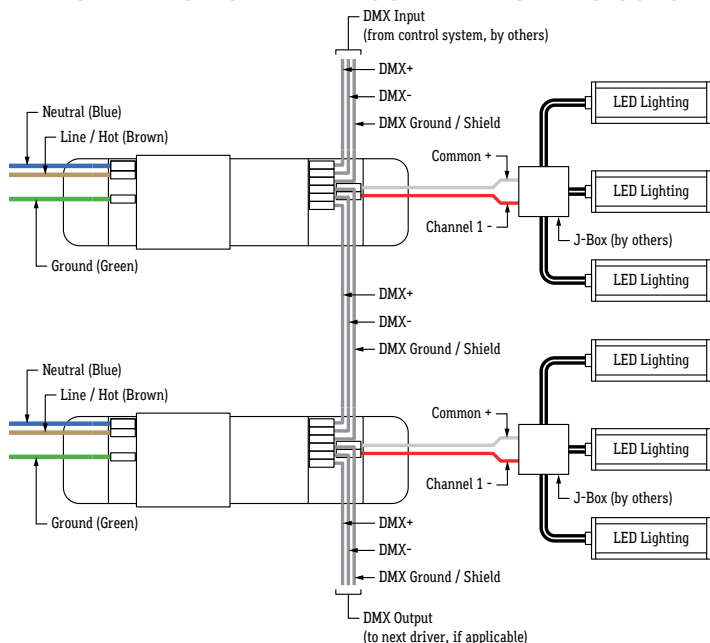 DMX Input
(from control system, by others)
DMX+
DMX-
DMX Ground / Shield
Neutral (Blue)
Line / Hot (Brown)
Ground (Green)
Common +
Channel 1 -
J-Box (by others)
LED Lighting
LED Lighting
LED Lighting
DMX+
DMX-
DMX Ground / Shield
Neutral (Blue)
Line / Hot (Brown)
Ground (Green)
Common +
Channel 1 -
J-Box (by others)
LED Lighting
LED Lighting
LED Lighting
DMX+
DMX-
DMX Ground / Shield
DMX Output
(to next driver, if applicable)